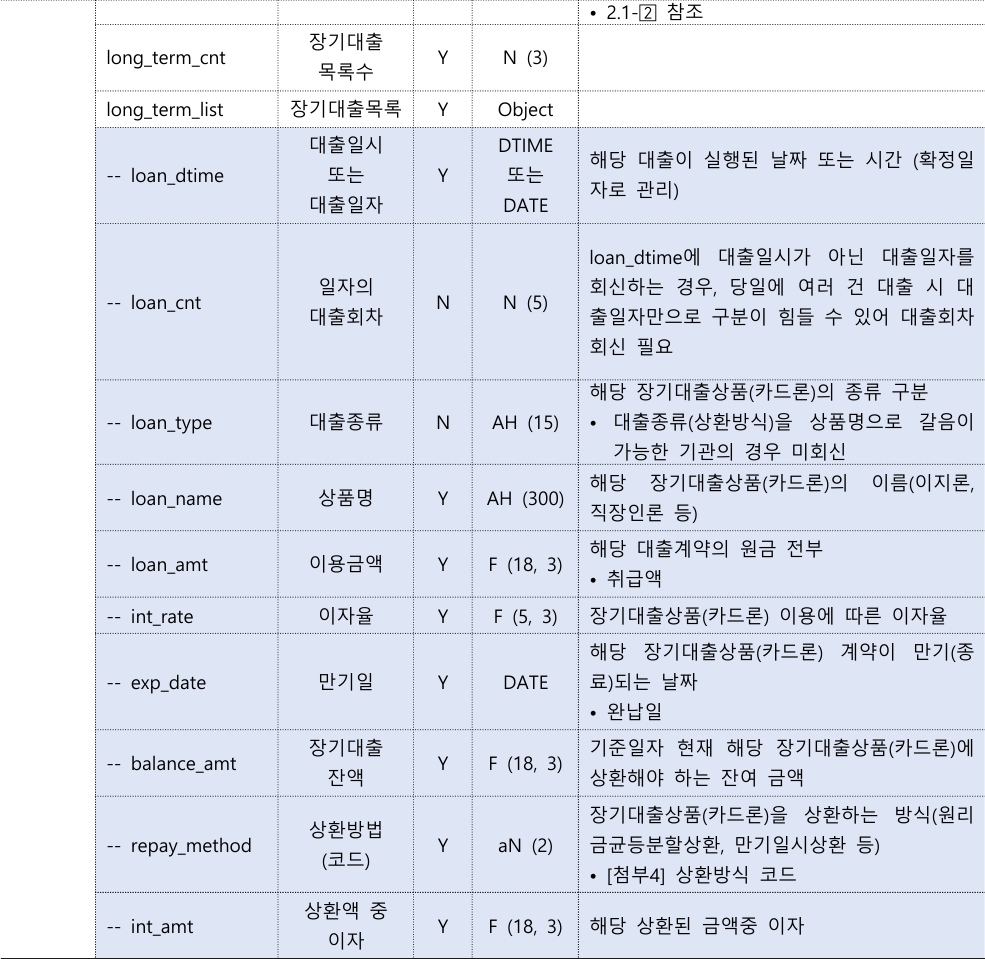 • 2.1-2 참조
long_term_cnt
장기대출
목록수
Y
N (3)
long_term_list
장기대출목록
Y
Object
-- loan_dtime
대출일시
또는
대출일자
Y
DTIME
또는
DATE
해당 대출이 실행된 날짜 또는 시간 (확정일
자로 관리)
-- loan_cnt
일자의
대출회차
N
N (5)
loan_dtime에 대출일시가 아닌 대출일자를
회신하는 경우, 당일에 여러 건 대출 시 대
출일자만으로 구분이 힘들 수 있어 대출회차
회신 필요
-- loan_type
대출종류
N
AH (15)
해당 장기대출상품(카드론)의 종류 구분
• 대출종류(상환방식)을 상품명으로 갈음이
가능한 기관의 경우 미회신
-- loan_name
상품명
Y
AH (300)
해당 장기대출상품(카드론)의 이름(이지론,
직장인론 등)
-- loan_amt
이용금액
Y
F (18, 3)
해당 대출계약의 원금 전부
• 취급액
-- int_rate
이자율
Y
F (5, 3)
장기대출상품(카드론) 이용에 따른 이자율
-- exp_date
만기일
Y
DATE
해당 장기대출상품(카드론) 계약이 만기(종
료)되는 날짜
• 완납일
-- balance_amt
장기대출
잔액
Y
F (18, 3)
기준일자 현재 해당 장기대출상품(카드론)에
상환해야 하는 잔여 금액
-- repay_method
상환방법
(코드)
Y
aN (2)
장기대출상품(카드론)을 상환하는 방식(원리
금균등분할상환, 만기일시상환 등)
• [첨부4] 상환방식 코드
-- int_amt
상환액 중
이자
Y
F (18, 3)
해당 상환된 금액중 이자